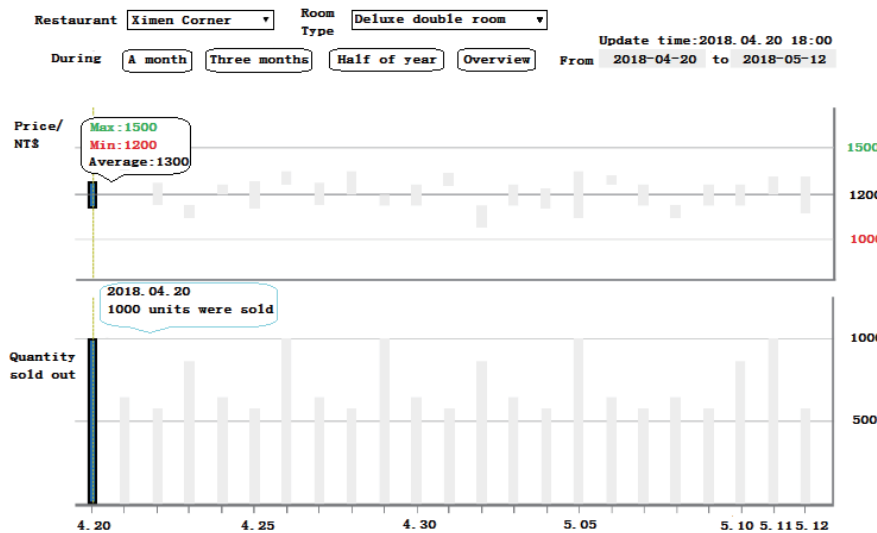 Restaurant Ximen Corner Room Type Deluxe double room
Update time:2018.04.20 18:00
During A month Three months Half of year Overview From 2018-04-20 to 2018-05-12
Price/
NT$
Max:1500
Min:1200
Average:1300
1500
1200
1000
2018.04.20
1000 units were sold
Quantity
sold out
1000
500
4.20 4.25 4.30 5.05 5.10 5.11 5.12